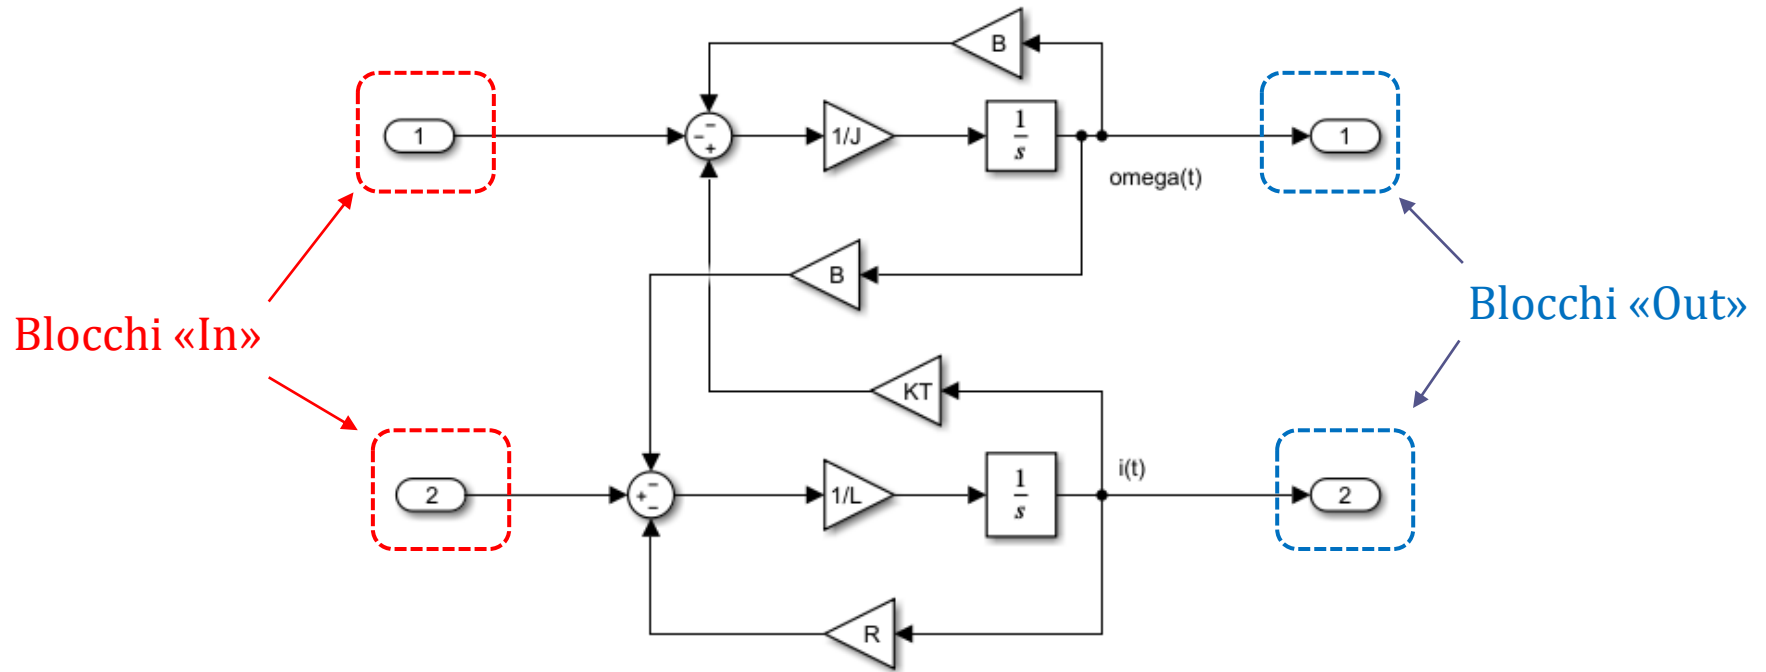 B
1
− − +
1/J
1
s
1
omega(t)
B
Blocchi «In»
Blocchi «Out»
KT
i(t)
2
+ − −
1/L
1
s
2
R